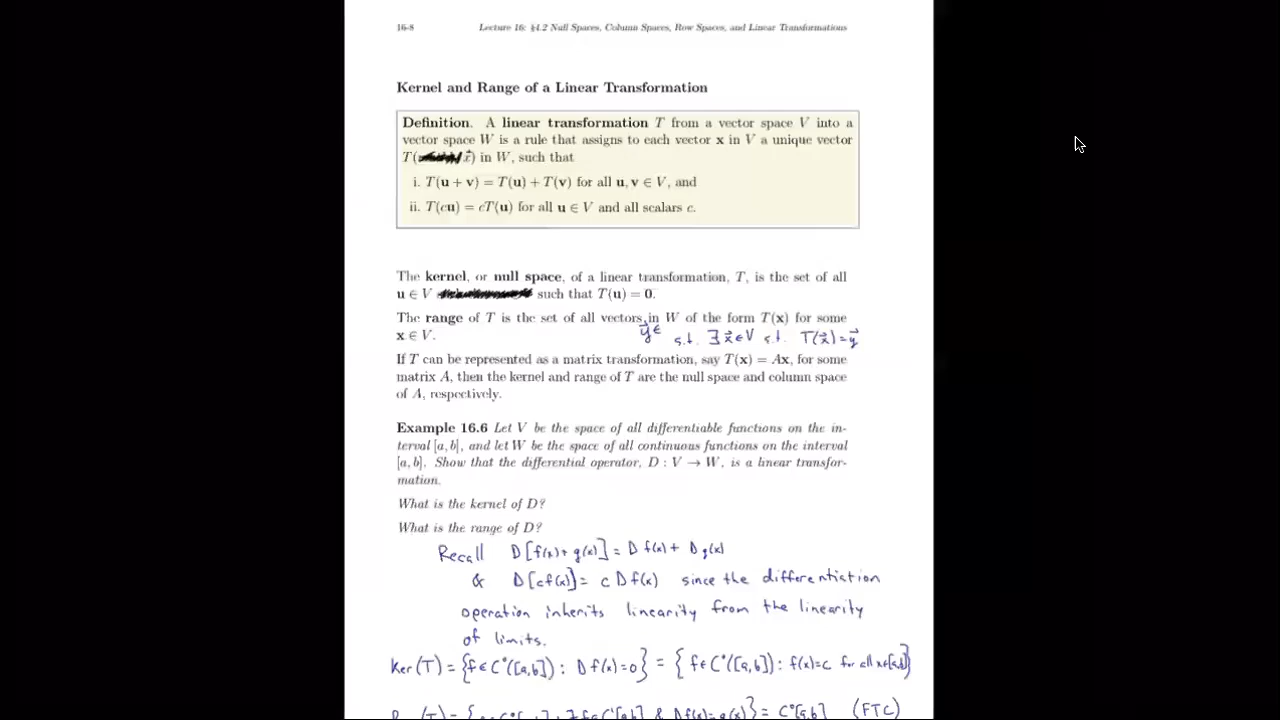 16-8 Lecture 16: §4.2 Null Spaces, Column Spaces, Row Spaces, and Linear Transformations
Kernel and Range of a Linear Transformation
Definition. A linear transformation T from a vector space V into a
vector space W is a rule that assigns to each vector x in V a unique vector
T( x⃗) in W, such that
i. T(u + v) = T(u) + T(v) for all u, v ∈ V, and
ii. T(cu) = cT(u) for all u ∈ V and all scalars c.
The kernel, or null space, of a linear transformation, T, is the set of all
u ∈ V such that T(u) = 0.
The range of T is the set of all vectors in W of the form T(x) for some
x ∈ V. y⃗ ∈ s.t. ∃ x⃗ ∈ V s.t. T(x⃗) = y⃗
If T can be represented as a matrix transformation, say T(x) = Ax, for some
matrix A, then the kernel and range of T are the null space and column space
of A, respectively.
Example 16.6 Let V be the space of all differentiable functions on the in-
terval [a, b], and let W be the space of all continuous functions on the interval
[a, b]. Show that the differential operator, D : V → W, is a linear transfor-
mation.
What is the kernel of D?
What is the range of D?
Recall D[f(x) + g(x)] = D f(x) + D g(x)
& D[cf(x)] = c D f(x) since the differentiation
operation inherits linearity from the linearity
of limits.
Ker(T) = {f ∈ C°([a,b]) : D f(x) = 0} = {f ∈ C°([a,b]) : f(x) = c for all x∈[a,b]}
(T) = { C°[a,b] (FTC)